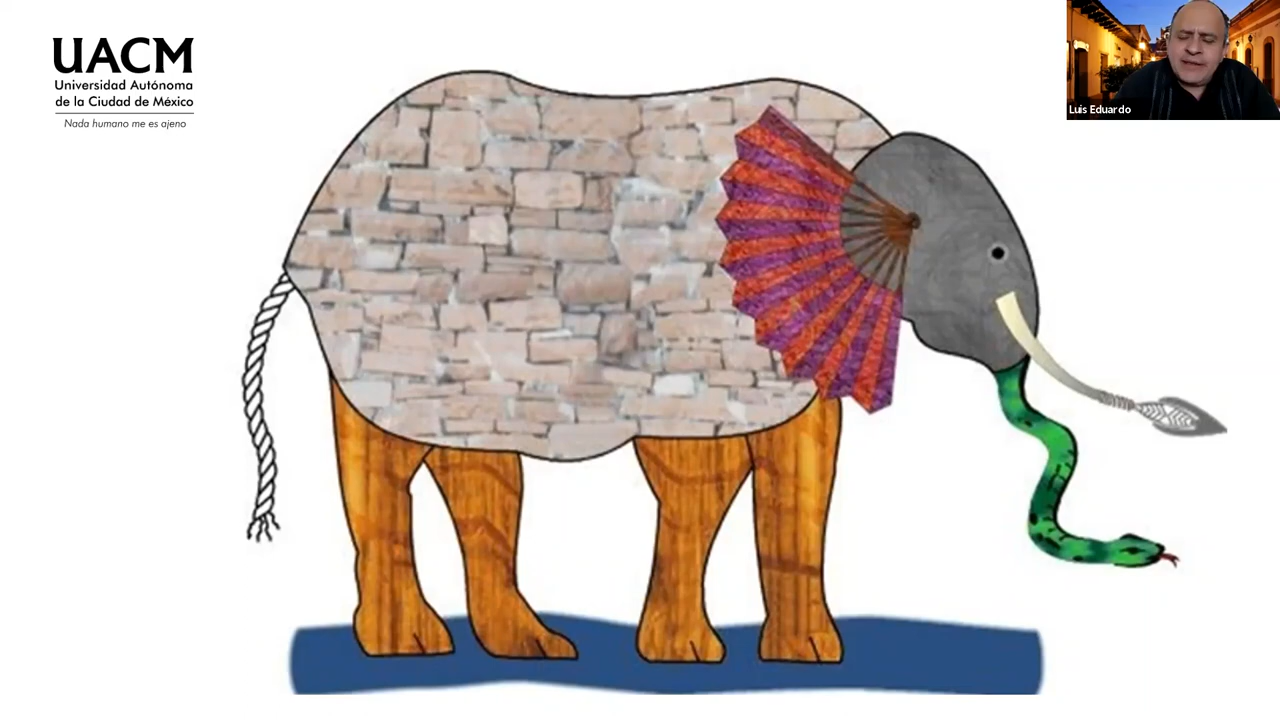 UACM
Universidad Autónoma
de la Ciudad de México
Nada humano me es ajeno
Luis Eduardo